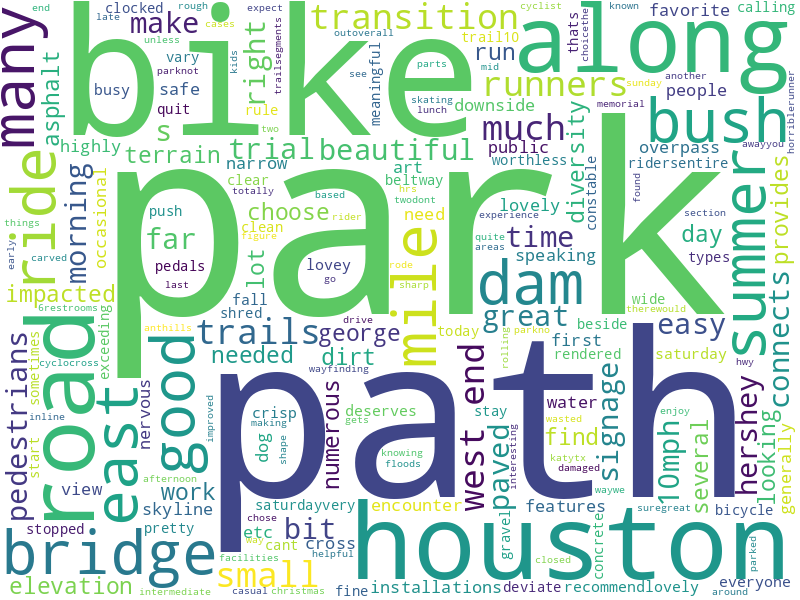 end
late
clocked
rough
cases
many
unless
make
vary
kids
bike
thats
right
asphalt
busy
safe
quit
s
rule
two
transition
outoverall
see
parts
skating
lunch
meaningful
cyclist
trail10
run
mid
known
calling
favorite
choicethe
another
people
trailsegments
parknot
along
sunday
runners
downside
much
public
memorial
bush
overpass
ridersentire
awayyou
horriblerunner
highly
terrain
trial
beautiful
narrow
clear
totally
art
beltway
based
twodont
worthless
hrs
diversity
constable
found
everything
ride
things
early
carved
morning
occasional
push
far
pedals
last
choose
clean
figure
lot
rider
lovey
go
park
mile
need
experience
lovely
quite
areas
time
speaking
section
day
types
summer
provides
connects
impacted
6restrooms
road
sometimes
cyclocross
exceeding
anthills
fall
shred
trails
needed
drive
george
dirt
rode
sharp
today
dam
great
wide
therewould
beside
first
rendered
easy
saturday
hwy
pedestrians
start
inline
east
nervous
good
improved
wayfinding
numerous
crisp
making
dog
shape
deserves
gets
knowing
floods
path
west end
rolling
parkno
interesting
paved
water
stay
find
katytx
damaged
wasted
signage
10mph
several
hershey
enjoy
looking
generally
view
work
skyline
stopped
pretty
afternoon
saturdayvery
etc
chose
way
cant
facilities
bit
cross
helpful
encounter
features
gravel
waywe
concrete
suregreat
bicycle
closed
parked
bridge
elevation
intermediate
small
casual
christmas
fine
houston
installations
deviate
recommendlovely
everyone
around